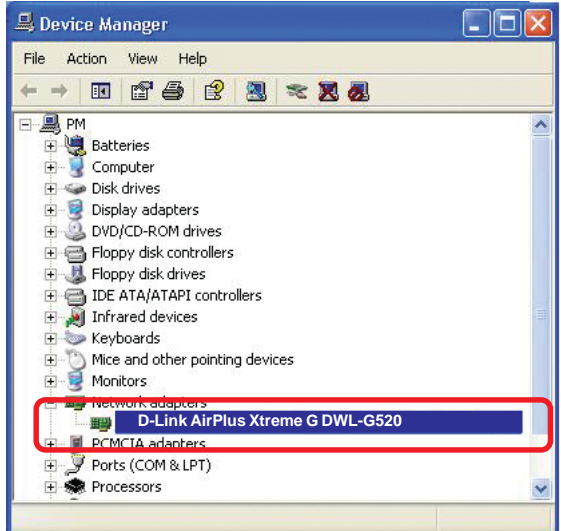 Device Manager
File Action View Help
PM
Batteries
Computer
Disk drives
Display adapters
DVD/CD-ROM drives
Floppy disk controllers
Floppy disk drives
IDE ATA/ATAPI controllers
Infrared devices
Keyboards
Mice and other pointing devices
Monitors
Network adapters
D-Link AirPlus Xtreme G DWL-G520
PCMCIA adapters
Ports (COM & LPT)
Processors